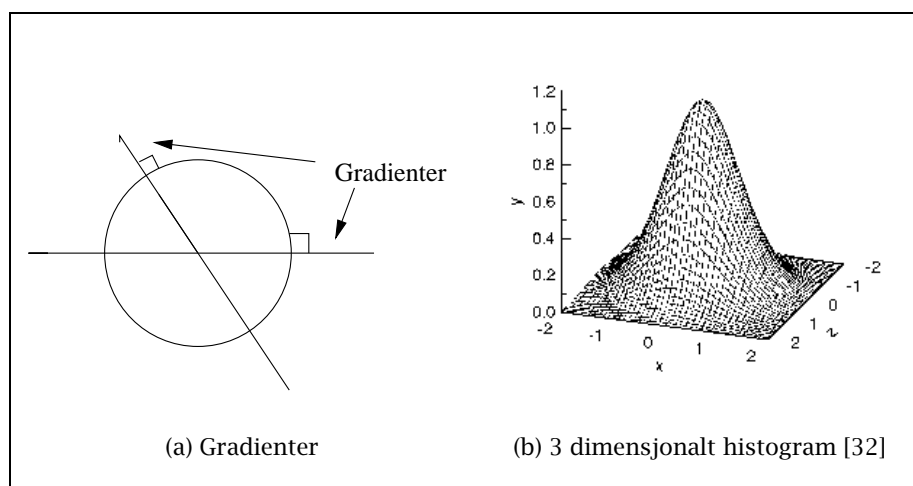 Gradienter
(a) Gradienter
1.2
1.0
0.8
0.6
0.4
0.2
0.0
y
-2
-1
0
1
2
x
2
1
0
-1
-2
z
(b) 3 dimensjonalt histogram [32]